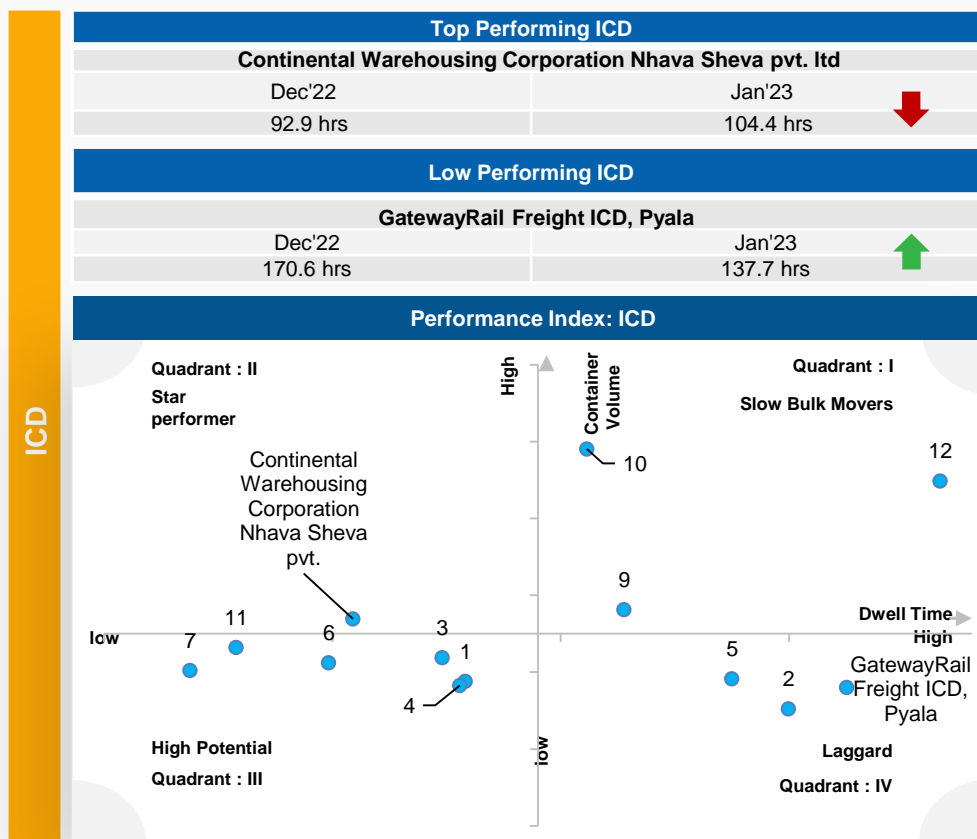 ICD
Top Performing ICD
Continental Warehousing Corporation Nhava Sheva pvt. ltd
Dec'22 Jan'23
92.9 hrs 104.4 hrs
Low Performing ICD
GatewayRail Freight ICD, Pyala
Dec'22 Jan'23
170.6 hrs 137.7 hrs
Performance Index: ICD
Quadrant : II
Star
performer
High
Container
Volume
Quadrant : I
Slow Bulk Movers
Continental
Warehousing
Corporation
Nhava Sheva
pvt.
10
12
9
Dwell Time
High
low
7
11
6
3
1
4
5
2
GatewayRail
Freight ICD,
Pyala
low
High Potential
Quadrant : III
Laggard
Quadrant : IV